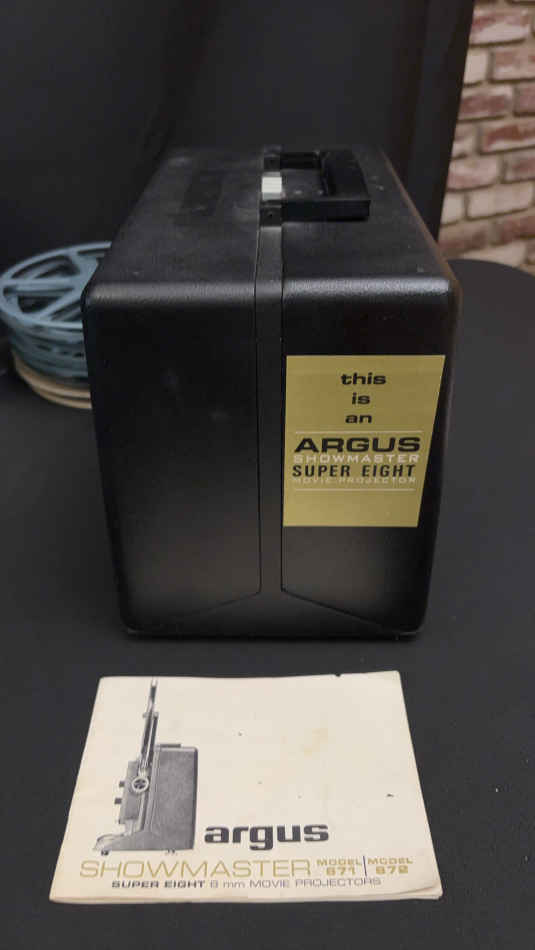 this
is
an
ARGUS
SHOWMASTER
SUPER EIGHT
MOVIE PROJECTOR
argus
SHOWMASTER MODEL 871 | MODEL 872
SUPER EIGHT 8 mm MOVIE PROJECTORS